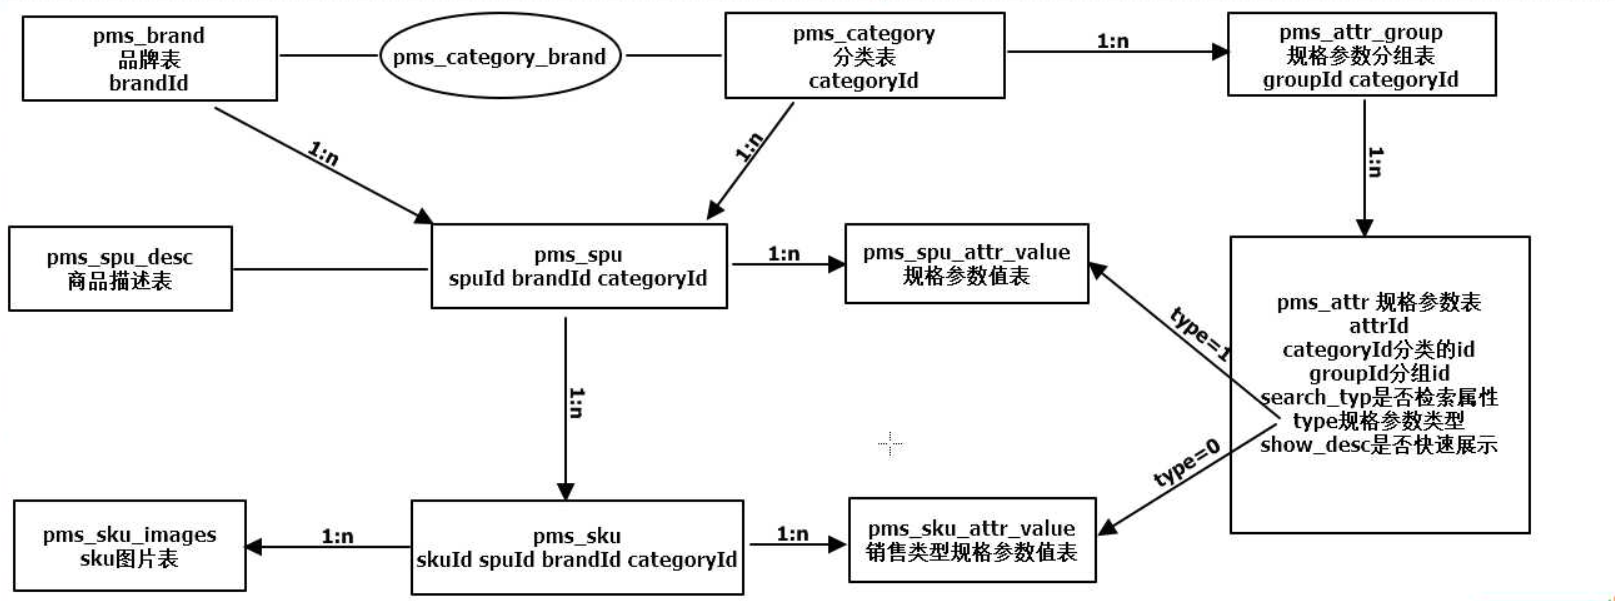 pms_brand
品牌表
brandId
pms_category_brand
pms_category
分类表
categoryId
1:n
pms_attr_group
规格参数分组表
groupId categoryId
1:n
1:n
1:n
pms_spu_desc
商品描述表
pms_spu
spuId brandId categoryId
1:n
pms_spu_attr_value
规格参数值表
type=1
pms_attr 规格参数表
attrId
categoryId分类的id
groupId分组id
search_typ是否检索属性
type规格参数类型
show_desc是否快速展示
1:n
type=0
pms_sku_images
sku图片表
1:n
pms_sku
skuId spuId brandId categoryId
1:n
pms_sku_attr_value
销售类型规格参数值表